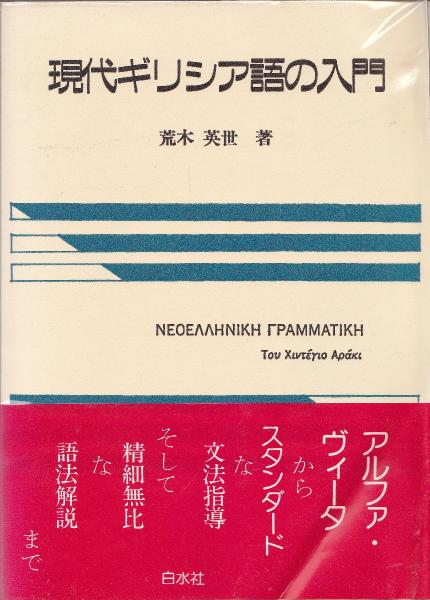 現代ギリシア語の入門
荒木 英世 著
ΝΕΟΕΛΛΗΝΙΚΗ ΓΡΑΜΜΑΤΙΚΗ
Του Χιντέγιο Αράκι
アルファ・
ヴィータ
から
スタンダード
な
文法指導
そして
精細無比
な
語法解説
まで
白水社